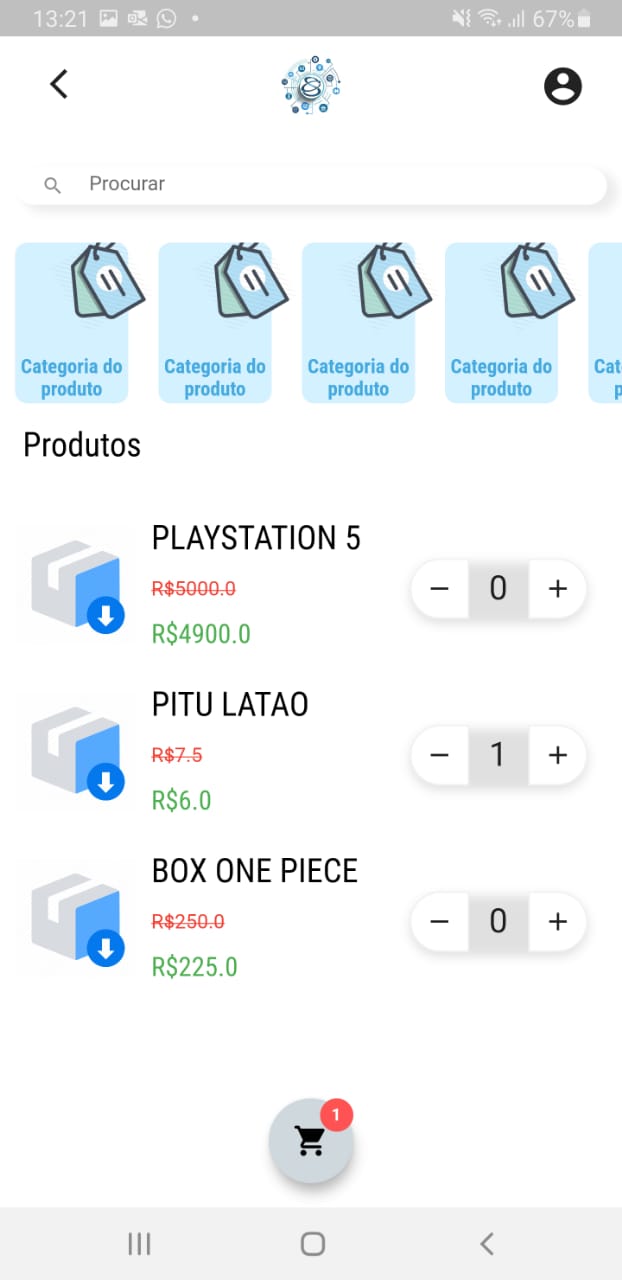 13:21
67%
Procurar
Categoria do
produto
Categoria do
produto
Categoria do
produto
Categoria do
produto
Cat
p
Produtos
PLAYSTATION 5
R$5000.0
R$4900.0
− 0 +
PITU LATAO
R$7.5
R$6.0
− 1 +
BOX ONE PIECE
R$250.0
R$225.0
− 0 +
1